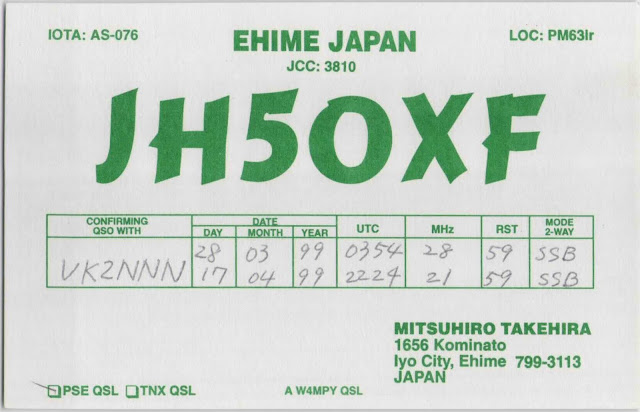 IOTA: AS-076
EHIME JAPAN
LOC: PM63lr
JCC: 3810
JH5OXF
CONFIRMING QSO WITH DATE DAY MONTH YEAR UTC MHz RST MODE 2-WAY
28 03 99 0354 28 59 SSB
VK2NNN 17 04 99 2224 21 59 SSB
MITSUHIRO TAKEHIRA
1656 Kominato
Iyo City, Ehime 799-3113
JAPAN
PSE QSL TNX QSL A W4MPY QSL